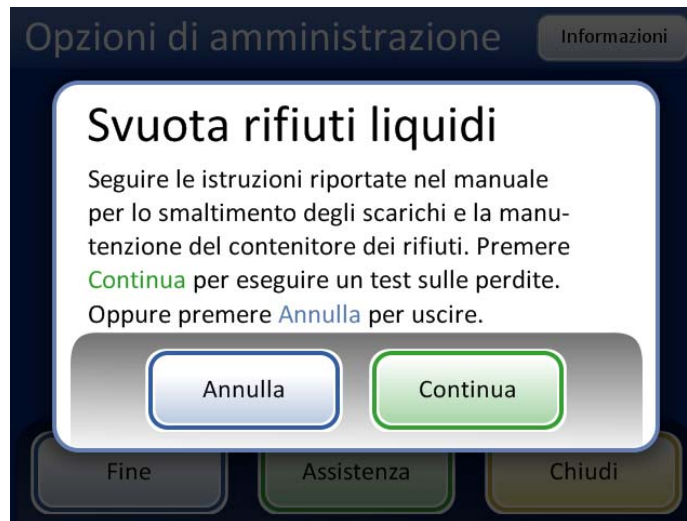 Opzioni di amministrazione
Informazioni
Svuota rifiuti liquidi
Seguire le istruzioni riportate nel manuale
per lo smaltimento degli scarichi e la manu-
tenzione del contenitore dei rifiuti. Premere
Continua per eseguire un test sulle perdite.
Oppure premere Annulla per uscire.
Annulla
Continua
Fine
Assistenza
Chiudi